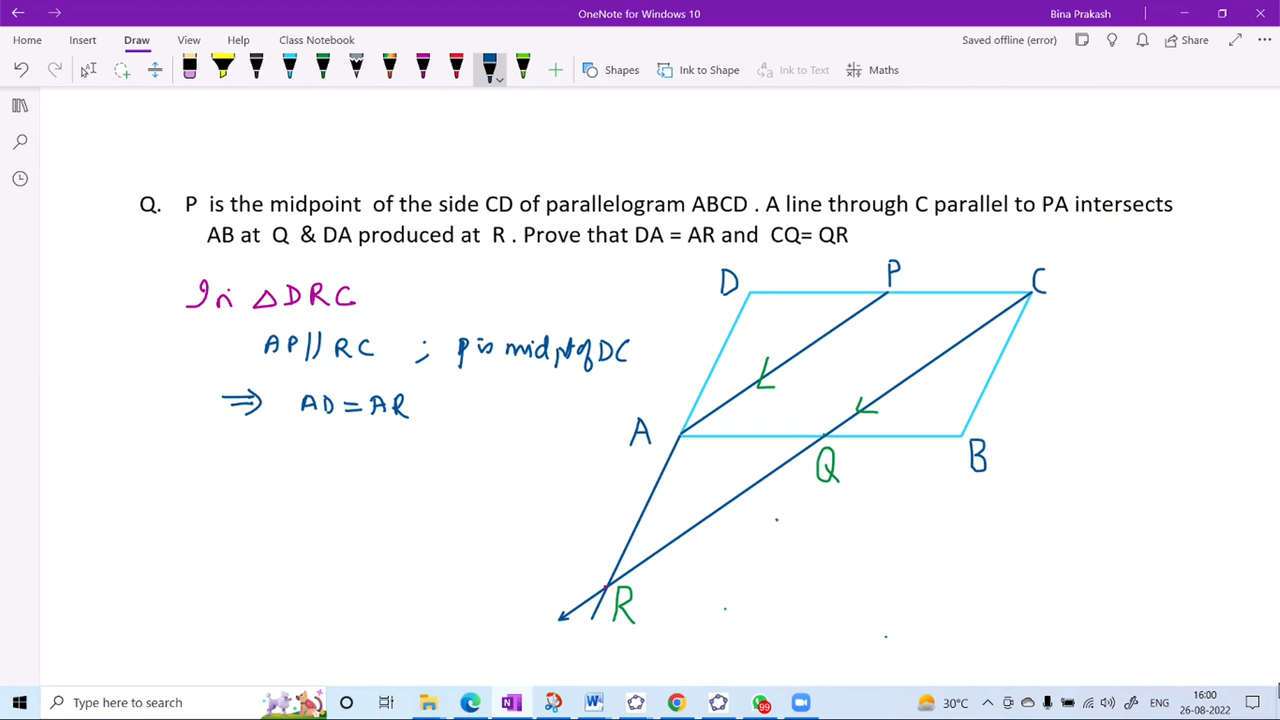 OneNote for Windows 10
Bina Prakash
Home Insert Draw View Help Class Notebook
Saved offline (error) Share
Shapes Ink to Shape Ink to Text Maths
Q. P is the midpoint of the side CD of parallelogram ABCD . A line through C parallel to PA intersects
AB at Q & DA produced at R . Prove that DA = AR and CQ= QR
D P C
In △DRC
AP // RC ; P is mid pt of DC
⇒ AD = AR
A Q B
R
Type here to search
99
30°C ENG 16:00
26-08-2022